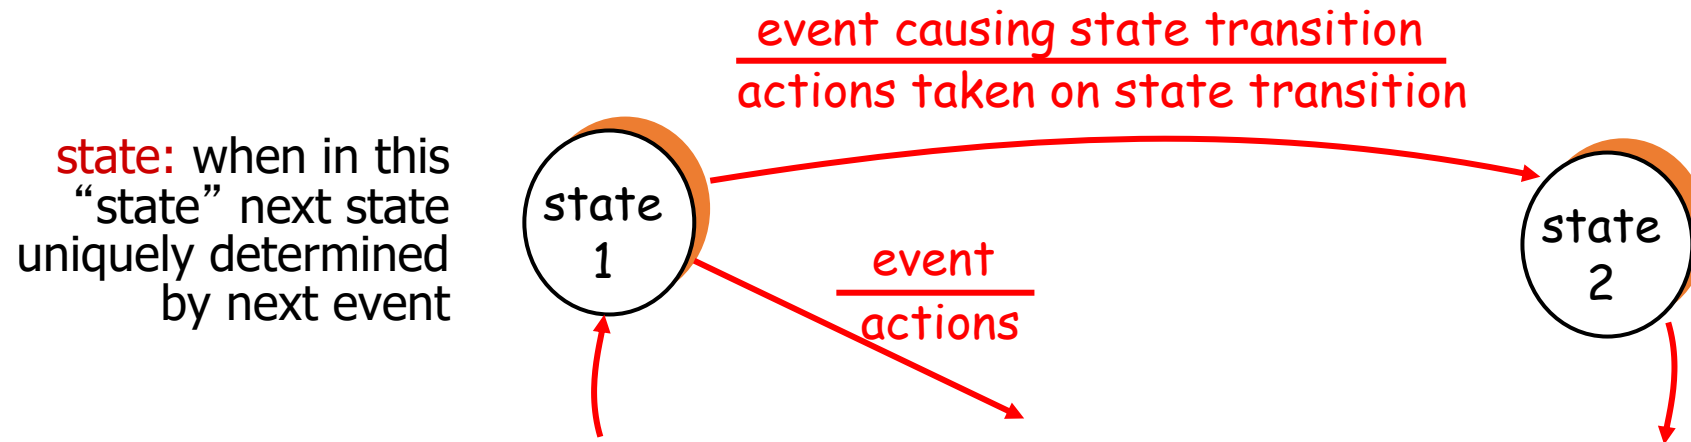 event causing state transition
actions taken on state transition
state: when in this
“state” next state
uniquely determined
by next event
state
1
event
actions
state
2